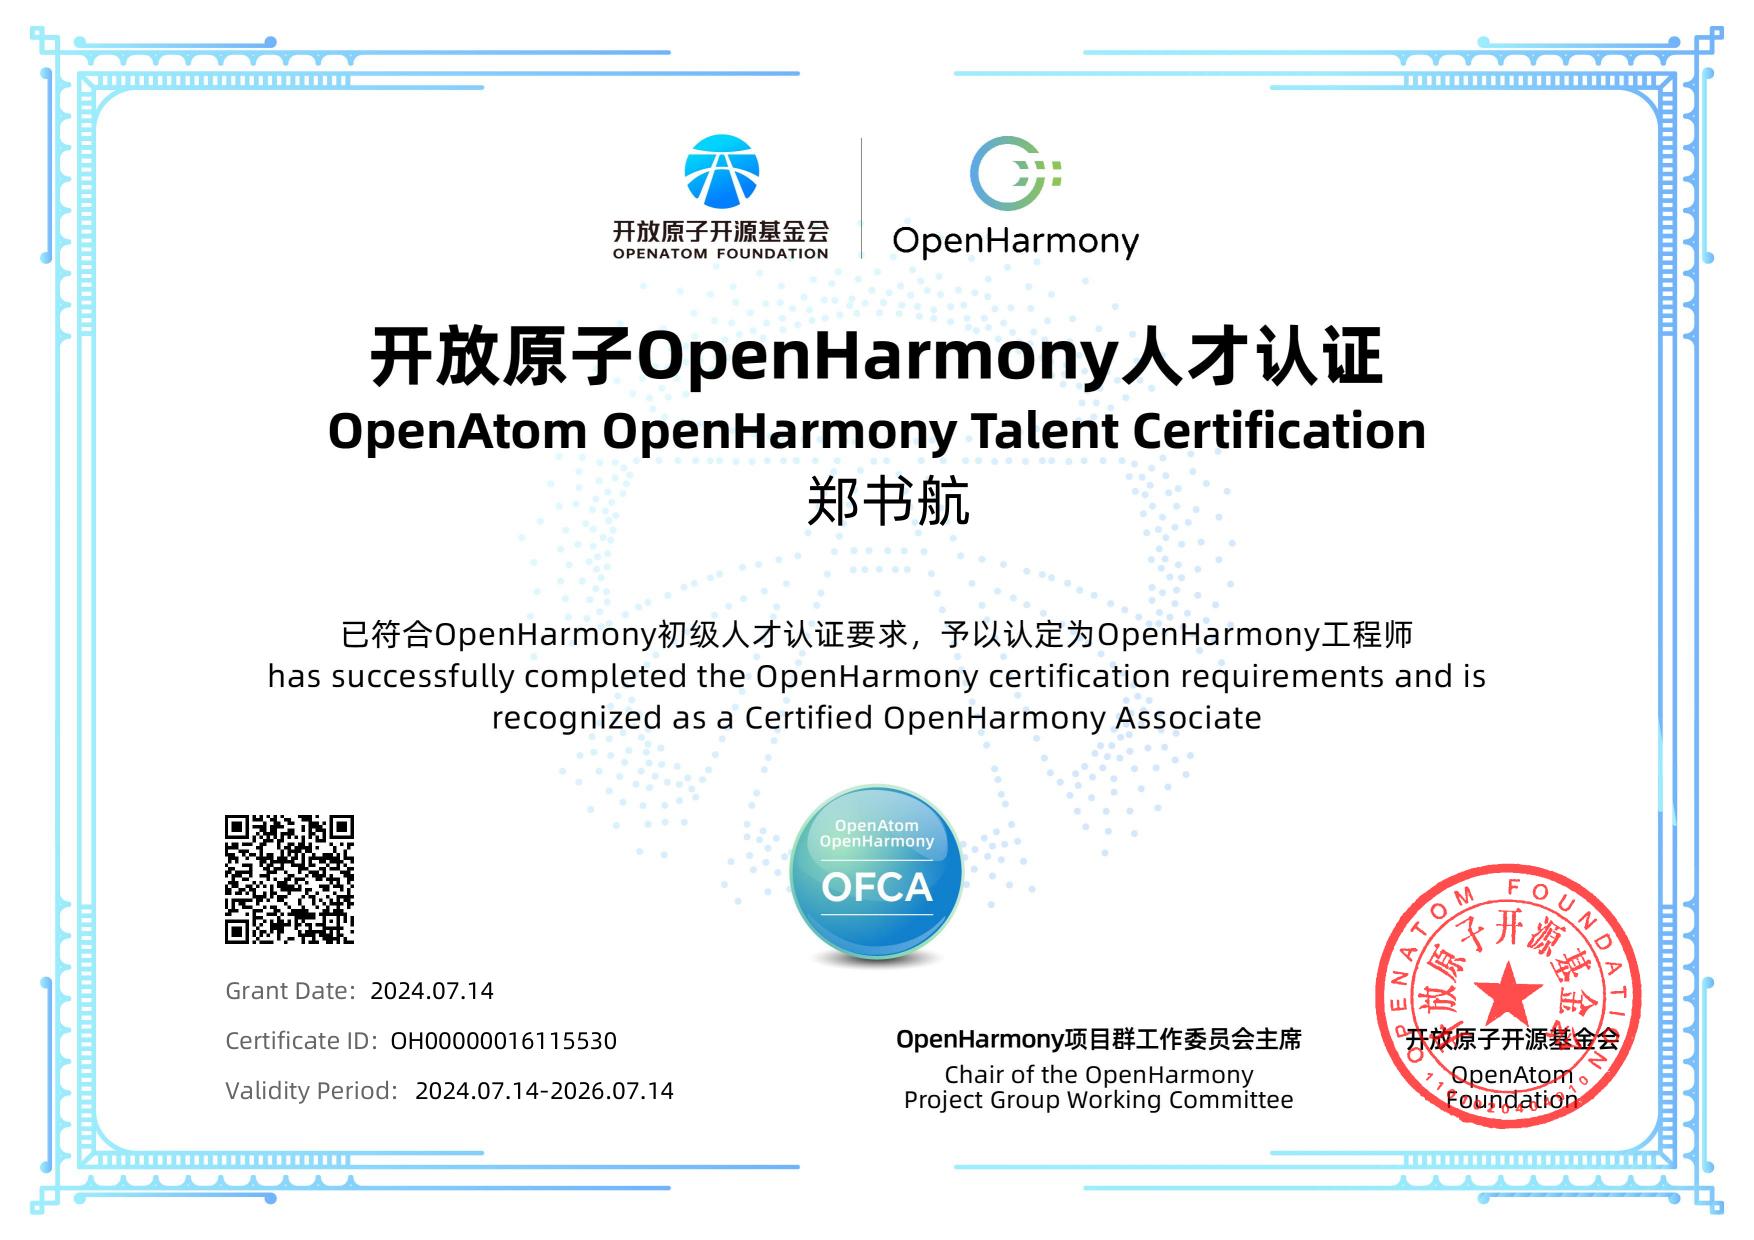 开放原子开源基金会
OPENATOM FOUNDATION
OpenHarmony
开放原子OpenHarmony人才认证
OpenAtom OpenHarmony Talent Certification
郑书航
已符合OpenHarmony初级人才认证要求，予以认定为OpenHarmony工程师
has successfully completed the OpenHarmony certification requirements and is
recognized as a Certified OpenHarmony Associate
OpenAtom
OpenHarmony
OFCA
Grant Date: 2024.07.14
Certificate ID: OH00000016115530
Validity Period: 2024.07.14-2026.07.14
OpenHarmony项目群工作委员会主席
Chair of the OpenHarmony
Project Group Working Committee
OPENATOM FOUNDATION
开放原子开源基金会
开放原子开源基金会
OpenAtom
Foundation